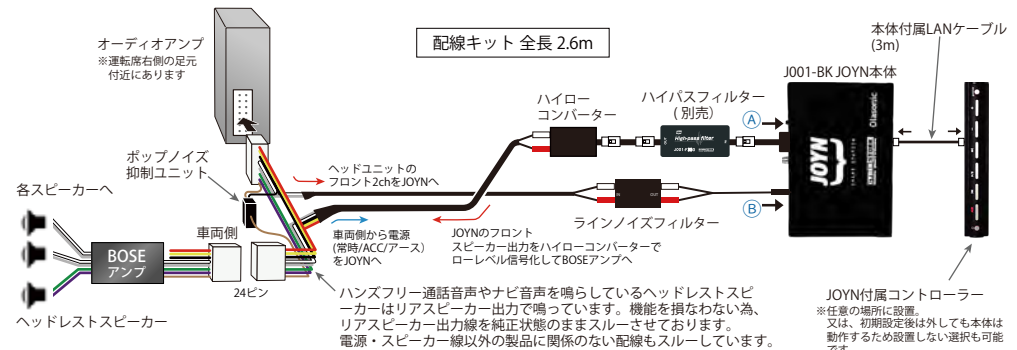 配線キット 全長 2.6m
オーディオアンプ
※運転席右側の足元
付近にあります
本体付属LANケーブル
(3m)
J001-BK JOYN本体
ハイロー
コンバーター
ハイパスフィルター
(別売)
High-pass filter
OUT
A
JOYN
SMART STATION
Olasonic
ポップノイズ
抑制ユニット
ヘッドユニットの
フロント2chをJOYNへ
IN
OUT
B
ラインノイズフィルター
各スピーカーへ
車両側
BOSE
アンプ
24ピン
ヘッドレストスピーカー
車両側から電源
(常時/ACC/アース)
をJOYNへ
JOYNのフロント
スピーカー出力をハイローコンバーターで
ローレベル信号化してBOSEアンプへ
ハンズフリー通話音声やナビ音声を鳴らしているヘッドレストスピ
ーカーはリアスピーカー出力で鳴っています。機能を損なわない為、
リアスピーカー出力線を純正状態のままスルーさせております。
電源・スピーカー線以外の製品に関係のない配線もスルーしています。
JOYN付属コントローラー
※任意の場所に設置。
又は、初期設定後は外しても本体は
動作するため設置しない選択も可能
です